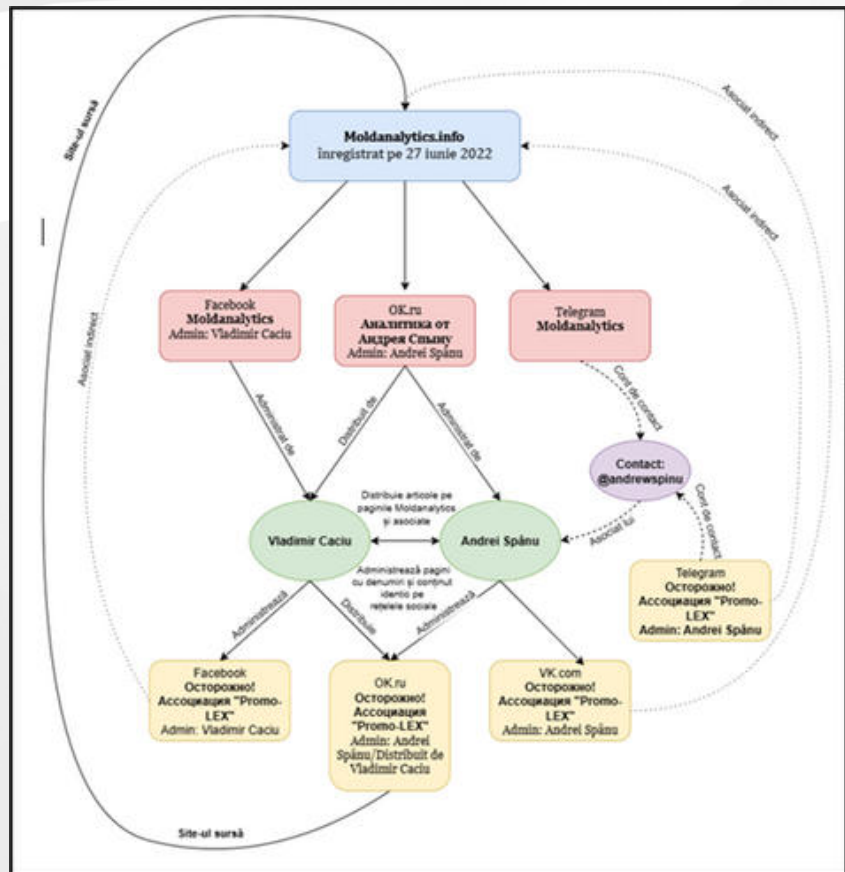 Site-ul sursă
Asociat indirect
Moldanalytics.info
înregistrat pe 27 iunie 2022
Asociat indirect
Asociat indirect
Facebook
Moldanalytics
Admin: Vladimir Caciu
OK.ru
Аналитика от
Андрея Спыну
Admin: Andrei Spânu
Telegram
Moldanalytics
Administrat de
Distribuit de
Administrat de
Cont de contact
Contact:
@andrewspinu
Distribuie articole pe
paginile Moldanalytics
și asociate
Vladimir Caciu
Andrei Spânu
Asociat lui
Cont de contact
Administrează pagini
cu denumiri și conținut
identic pe
rețelele sociale
Telegram
Осторожно!
Ассоциация "Promo-
LEX"
Admin: Andrei Spânu
Administrează
Distribuie
Administrează
Facebook
Осторожно!
Ассоциация "Promo-
LEX"
Admin: Vladimir Caciu
OK.ru
Осторожно!
Ассоциация
"Promo-LEX"
Admin: Andrei
Spânu/Distribuit de
Vladimir Caciu
VK.com
Осторожно!
Ассоциация "Promo-
LEX"
Admin: Andrei Spânu
Site-ul sursă